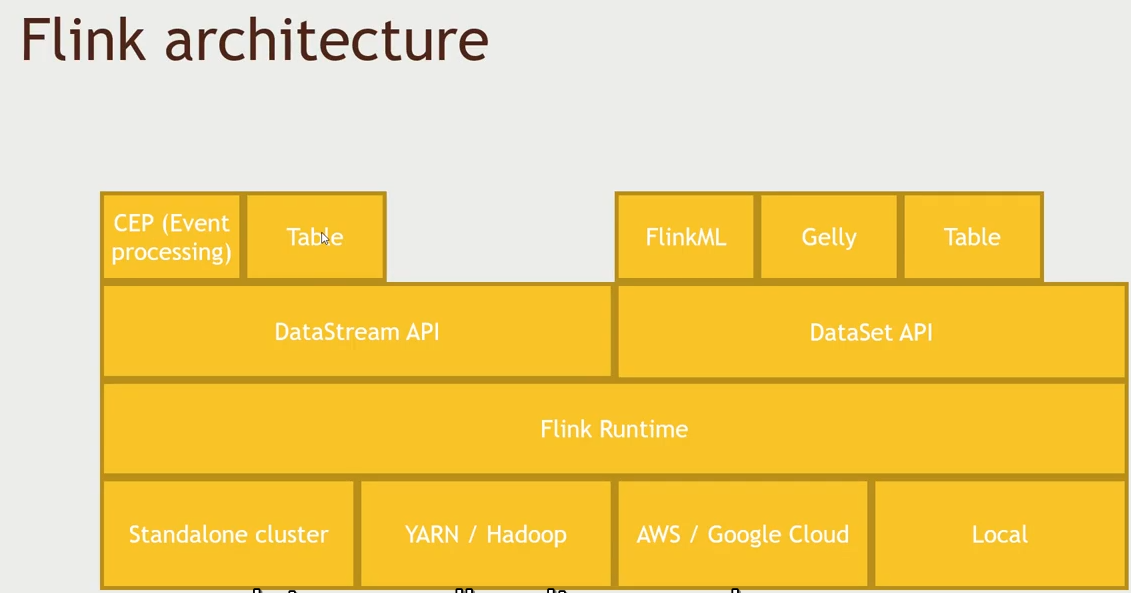 Flink architecture
CEP (Event
processing)
Table
FlinkML
Gelly
Table
DataStream API
DataSet API
Flink Runtime
Standalone cluster
YARN / Hadoop
AWS / Google Cloud
Local